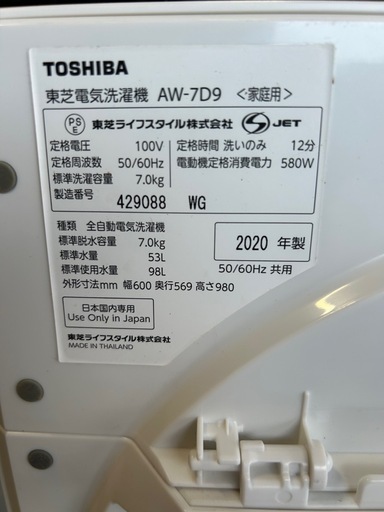 TOSHIBA
東芝電気洗濯機 AW-7D9 <家庭用>
PS E 東芝ライフスタイル株式会社 S JET
定格電圧 100V 定格時間 洗いのみ 12分
定格周波数 50/60Hz 電動機定格消費電力 580W
標準洗濯容量 7.0kg
製造番号 429088 WG
種類 全自動電気洗濯機
標準脱水容量 7.0kg 2020 年製
標準水量 53L
標準使用水量 98L 50/60Hz 共用
外形寸法mm 幅600 奥行569 高さ980
日本国内専用
Use Only in Japan
東芝ライフスタイル株式会社
MADE IN THAILAND